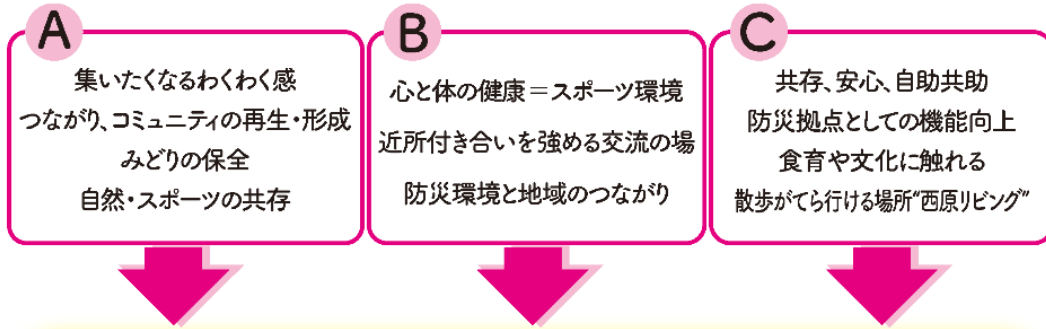 A
集いたくなるわくわく感
つながり、コミュニティの再生・形成
みどりの保全
自然・スポーツの共存
B
心と体の健康＝スポーツ環境
近所付き合いを強める交流の場
防災環境と地域のつながり
C
共存、安心、自助共助
防災拠点としての機能向上
食育や文化に触れる
散歩がてら行ける場所“西原リビング”